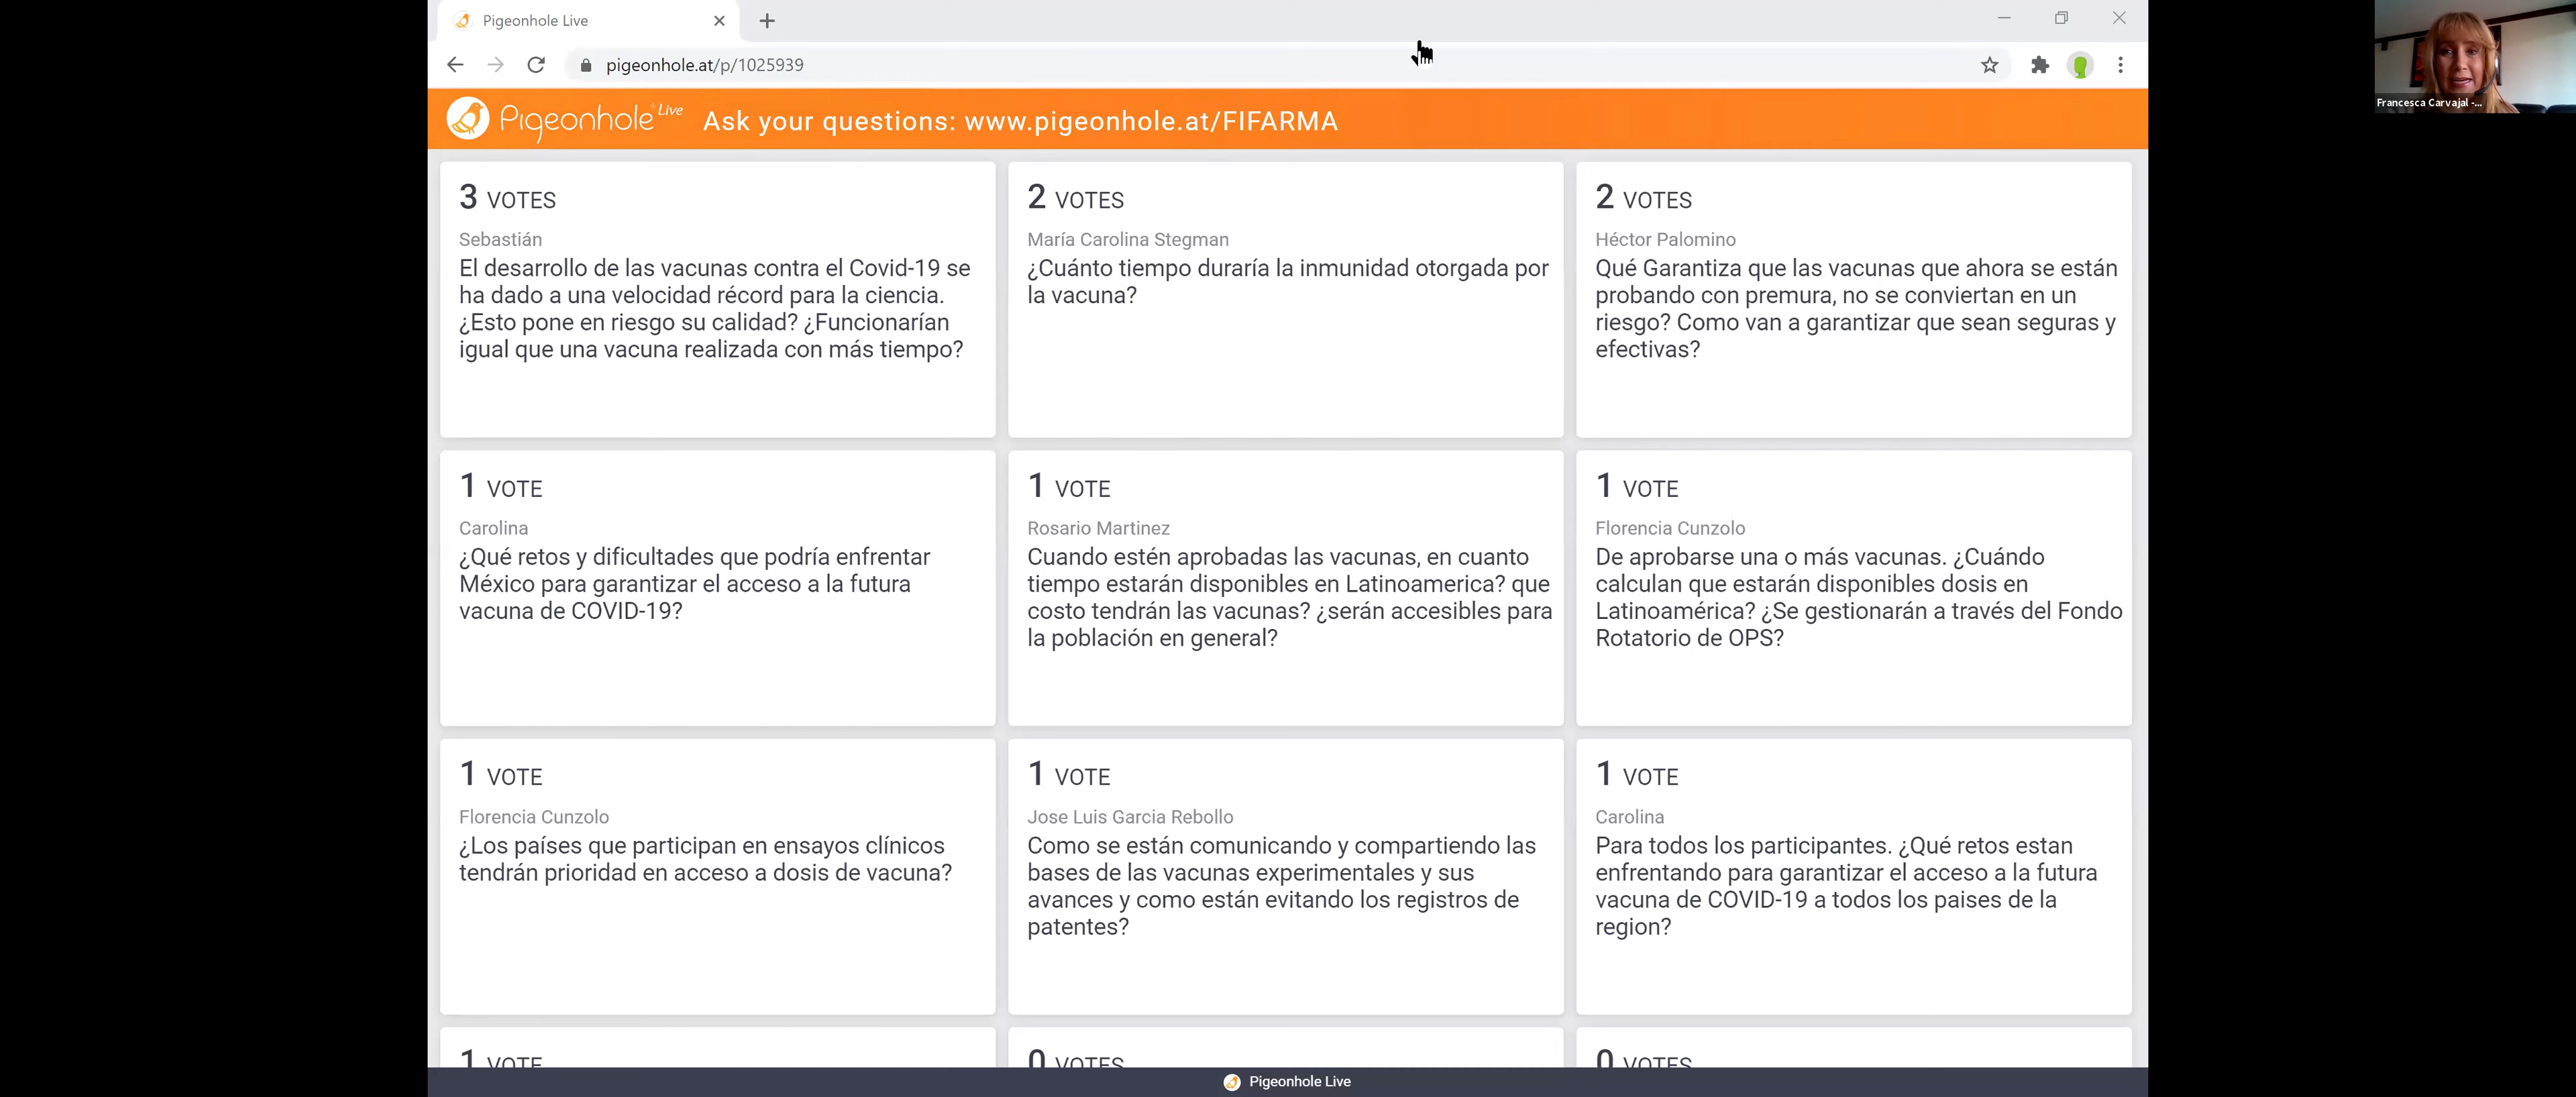 Pigeonhole Live
pigeonhole.at/p/1025939
Francesca Carvajal -...
Pigeonhole Live Ask your questions: www.pigeonhole.at/FIFARMA
3 VOTES
Sebastián
El desarrollo de las vacunas contra el Covid-19 se
ha dado a una velocidad récord para la ciencia.
¿Esto pone en riesgo su calidad? ¿Funcionarían
igual que una vacuna realizada con más tiempo?
2 VOTES
María Carolina Stegman
¿Cuánto tiempo duraría la inmunidad otorgada por
la vacuna?
2 VOTES
Héctor Palomino
Qué Garantiza que las vacunas que ahora se están
probando con premura, no se conviertan en un
riesgo? Como van a garantizar que sean seguras y
efectivas?
1 VOTE
Carolina
¿Qué retos y dificultades que podría enfrentar
México para garantizar el acceso a la futura
vacuna de COVID-19?
1 VOTE
Rosario Martinez
Cuando estén aprobadas las vacunas, en cuanto
tiempo estarán disponibles en Latinoamerica? que
costo tendrán las vacunas? ¿serán accesibles para
la población en general?
1 VOTE
Florencia Cunzolo
De aprobarse una o más vacunas. ¿Cuándo
calculan que estarán disponibles dosis en
Latinoamérica? ¿Se gestionarán a través del Fondo
Rotatorio de OPS?
1 VOTE
Florencia Cunzolo
¿Los países que participan en ensayos clínicos
tendrán prioridad en acceso a dosis de vacuna?
1 VOTE
Jose Luis Garcia Rebollo
Como se están comunicando y compartiendo las
bases de las vacunas experimentales y sus
avances y como están evitando los registros de
patentes?
1 VOTE
Carolina
Para todos los participantes. ¿Qué retos estan
enfrentando para garantizar el acceso a la futura
vacuna de COVID-19 a todos los paises de la
region?
1 VOTE
0 VOTES
0 VOTES
Pigeonhole Live